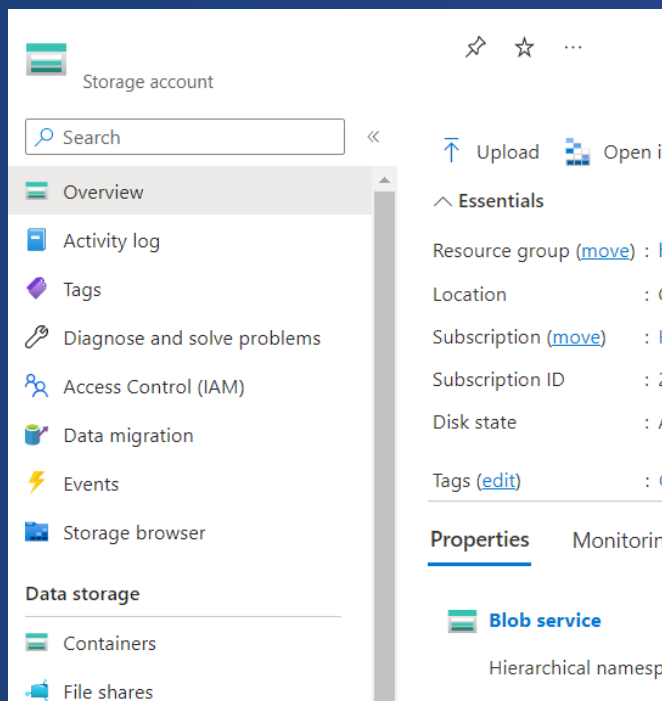 Storage account
Search
Overview
Activity log
Tags
Diagnose and solve problems
Access Control (IAM)
Data migration
Events
Storage browser
Data storage
Containers
File shares
Upload
Open i
Essentials
Resource group (move) :
Location :
Subscription (move) :
Subscription ID : 2
Disk state :
Tags (edit) :
Properties Monitorin
Blob service
Hierarchical namesp